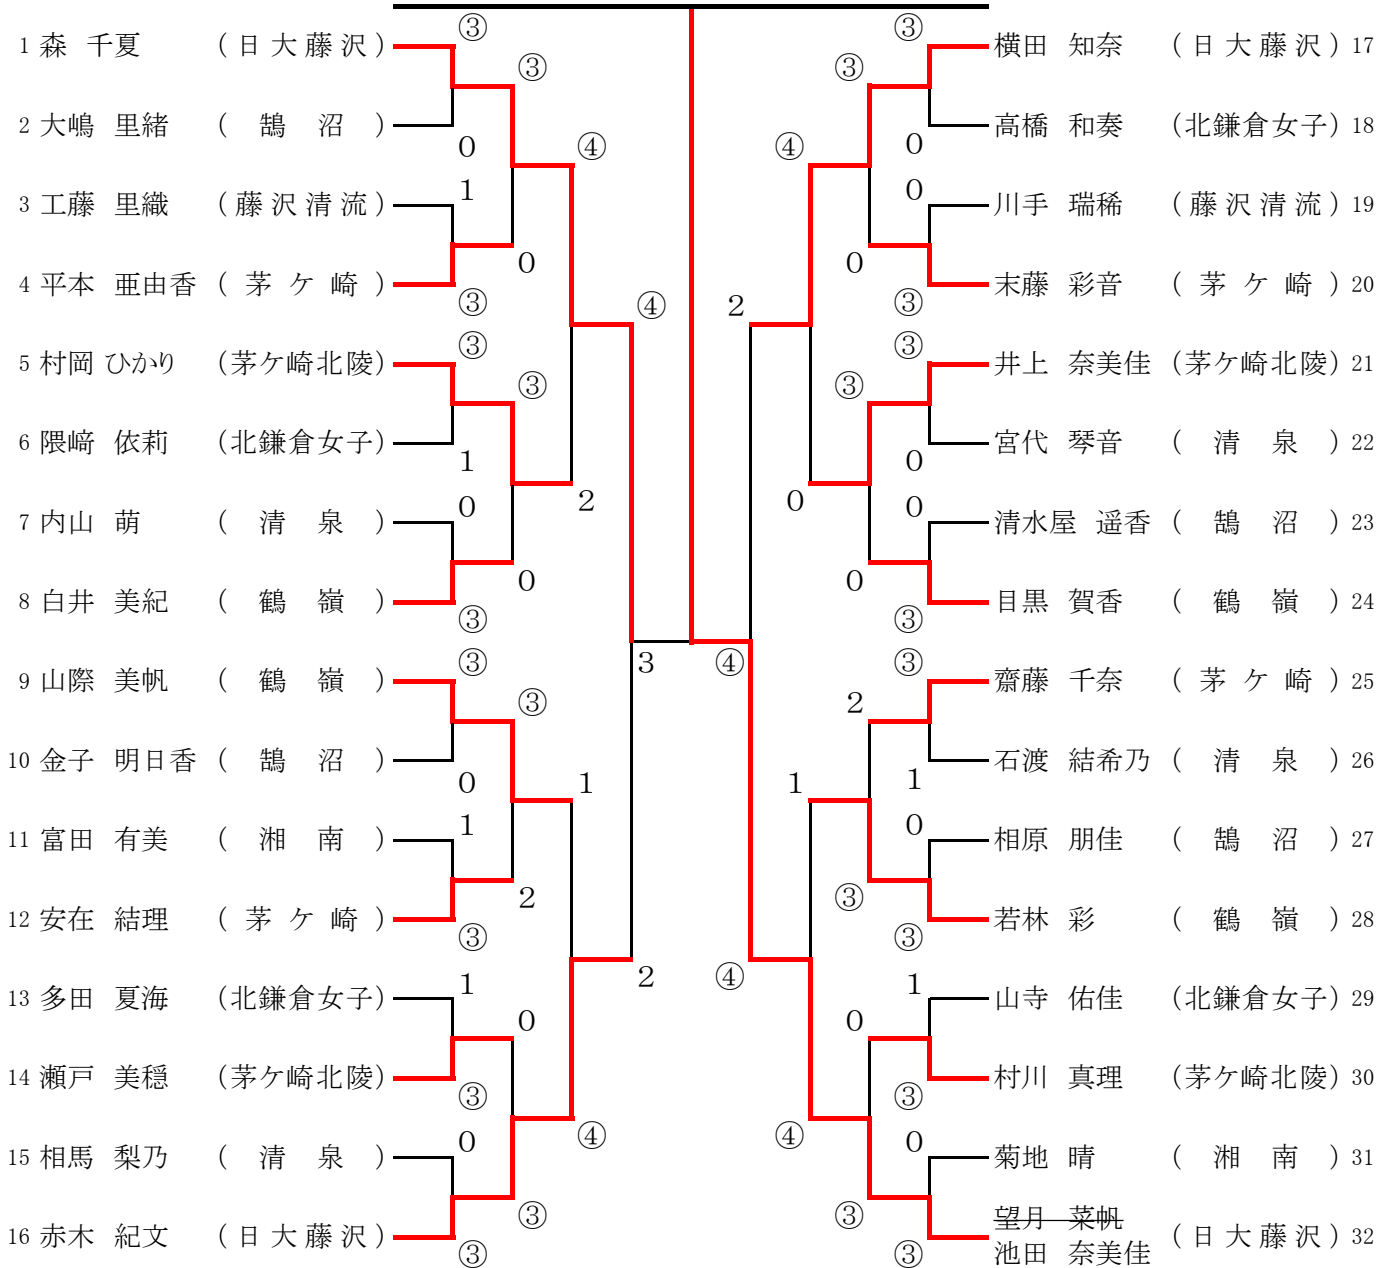 1 森 千夏 (日大藤沢)
2 大嶋 里緒 (鵠沼)
3 工藤 里織 (藤沢清流)
4 平本 亜由香 (茅ケ崎)
5 村岡 ひかり (茅ケ崎北陵)
6 隈﨑 依莉 (北鎌倉女子)
7 内山 萌 (清泉)
8 白井 美紀 (鶴嶺)
9 山際 美帆 (鶴嶺)
10 金子 明日香 (鵠沼)
11 富田 有美 (湘南)
12 安在 結理 (茅ケ崎)
13 多田 夏海 (北鎌倉女子)
14 瀬戸 美穏 (茅ケ崎北陵)
15 相馬 梨乃 (清泉)
16 赤木 紀文 (日大藤沢)
③
0
1
③
③
1
0
③
③
0
1
③
1
③
0
③
③
0
③
0
③
2
0
③
④
2
1
④
④
2
3
④
2
④
④
0
1
④
③
0
③
0
2
③
0
③
③
0
0
③
③
0
0
③
③
1
0
③
1
③
0
③
横田 知奈 (日大藤沢) 17
高橋 和奏 (北鎌倉女子) 18
川手 瑞稀 (藤沢清流) 19
末藤 彩音 (茅ケ崎) 20
井上 奈美佳 (茅ケ崎北陵) 21
宮代 琴音 (清泉) 22
清水屋 遥香 (鵠沼) 23
目黒 賀香 (鶴嶺) 24
齋藤 千奈 (茅ケ崎) 25
石渡 結希乃 (清泉) 26
相原 朋佳 (鵠沼) 27
若林 彩 (鶴嶺) 28
山寺 佑佳 (北鎌倉女子) 29
村川 真理 (茅ケ崎北陵) 30
菊地 晴 (湘南) 31
望月 菜帆
池田 奈美佳 (日大藤沢) 32